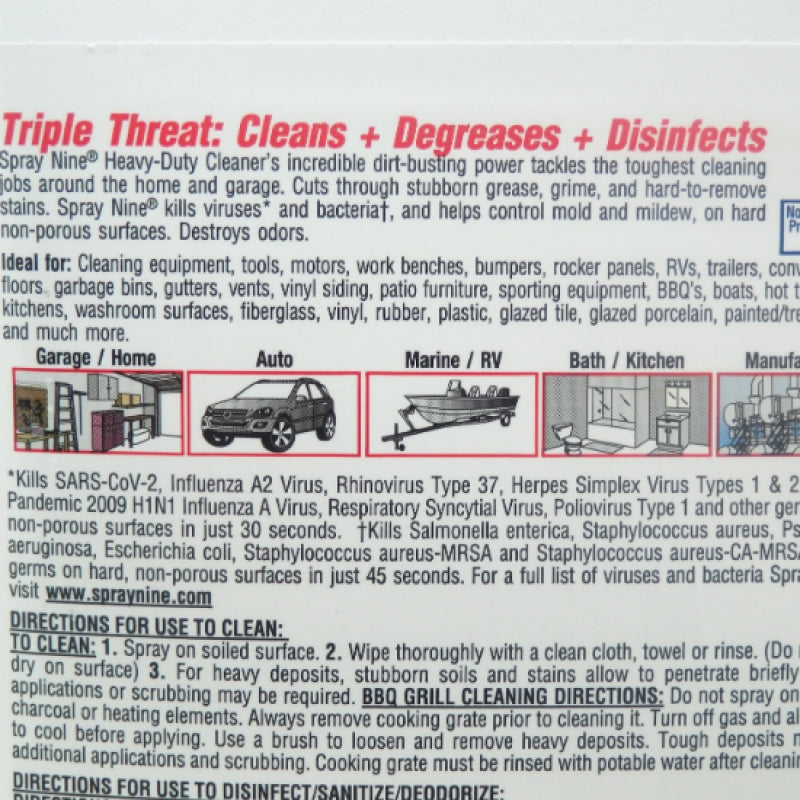 Triple Threat: Cleans + Degreases + Disinfects
Spray Nine® Heavy-Duty Cleaner's incredible dirt-busting power tackles the toughest cleaning
jobs around the home and garage. Cuts through stubborn grease, grime, and hard-to-remove
stains. Spray Nine® kills viruses* and bacteria†, and helps control mold and mildew, on hard
non-porous surfaces. Destroys odors.
No
Pr
Ideal for: Cleaning equipment, tools, motors, work benches, bumpers, rocker panels, RVs, trailers, conv
floors. garbage bins, gutters, vents, vinyl siding, patio furniture, sporting equipment, BBQ's, boats, hot t
kitchens, washroom surfaces, fiberglass, vinyl, rubber, plastic, glazed tile, glazed porcelain, painted/tre
and much more.
Garage / Home Auto Marine / RV Bath / Kitchen Manufa
*Kills SARS-CoV-2, Influenza A2 Virus, Rhinovirus Type 37, Herpes Simplex Virus Types 1 & 2
Pandemic 2009 H1N1 Influenza A Virus, Respiratory Syncytial Virus, Poliovirus Type 1 and other ger
non-porous surfaces in just 30 seconds. †Kills Salmonella enterica, Staphylococcus aureus, Ps
aeruginosa, Escherichia coli, Staphylococcus aureus-MRSA and Staphylococcus aureus-CA-MRSA
germs on hard, non-porous surfaces in just 45 seconds. For a full list of viruses and bacteria Spra
visit www.spraynine.com
DIRECTIONS FOR USE TO CLEAN:
TO CLEAN: 1. Spray on soiled surface. 2. Wipe thoroughly with a clean cloth, towel or rinse. (Do
dry on surface) 3. For heavy deposits, stubborn soils and stains allow to penetrate briefly
applications or scrubbing may be required. BBQ GRILL CLEANING DIRECTIONS: Do not spray on
charcoal or heating elements. Always remove cooking grate prior to cleaning it. Turn off gas and al
to cool before applying. Use a brush to loosen and remove heavy deposits. Tough deposits
additional applications and scrubbing. Cooking grate must be rinsed with potable water after cleanin
DIRECTIONS FOR USE TO DISINFECT/SANITIZE/DEODORIZE: